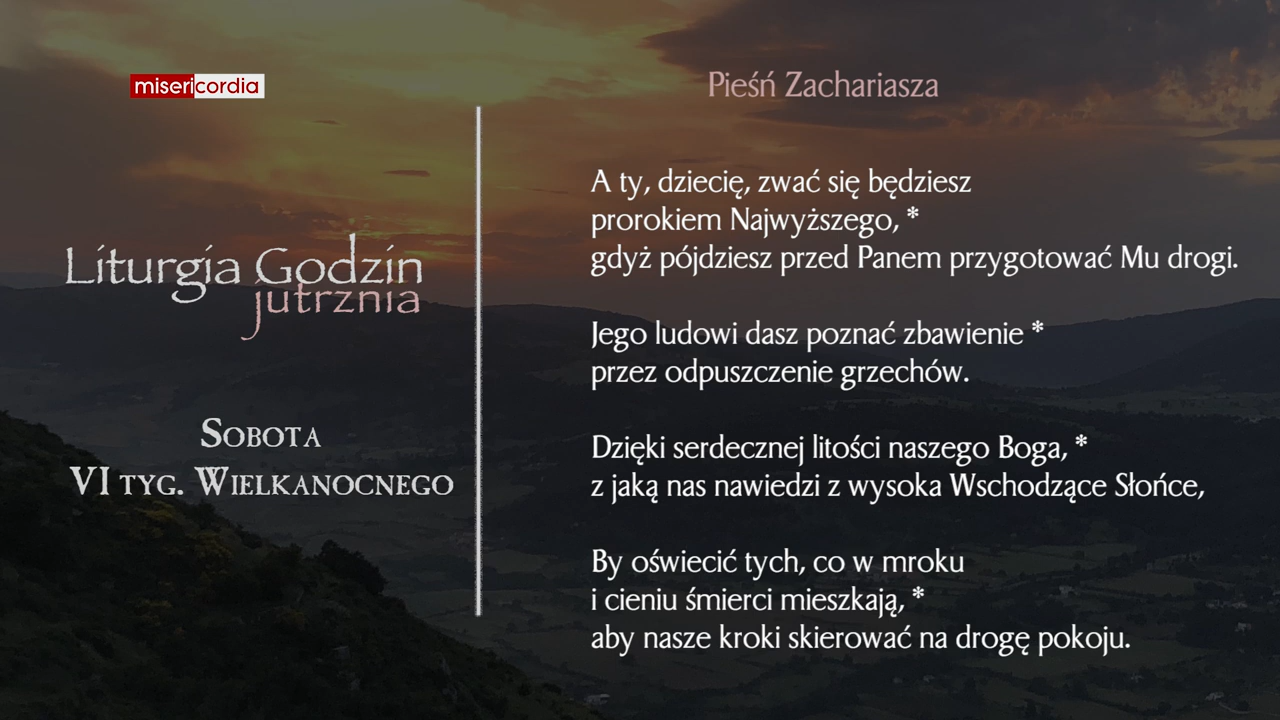 misericordia
Liturgia Godzin
jutrznia
Sobota
VI tyg. Wielkanocnego
Pieśń Zachariasza
A ty, dziecię, zwać się będziesz
prorokiem Najwyższego, *
gdyż pójdziesz przed Panem przygotować Mu drogi.
Jego ludowi dasz poznać zbawienie *
przez odpuszczenie grzechów.
Dzięki serdecznej litości naszego Boga, *
z jaką nas nawiedzi z wysoka Wschodzące Słońce,
By oświecić tych, co w mroku
i cieniu śmierci mieszkają, *
aby nasze kroki skierować na drogę pokoju.